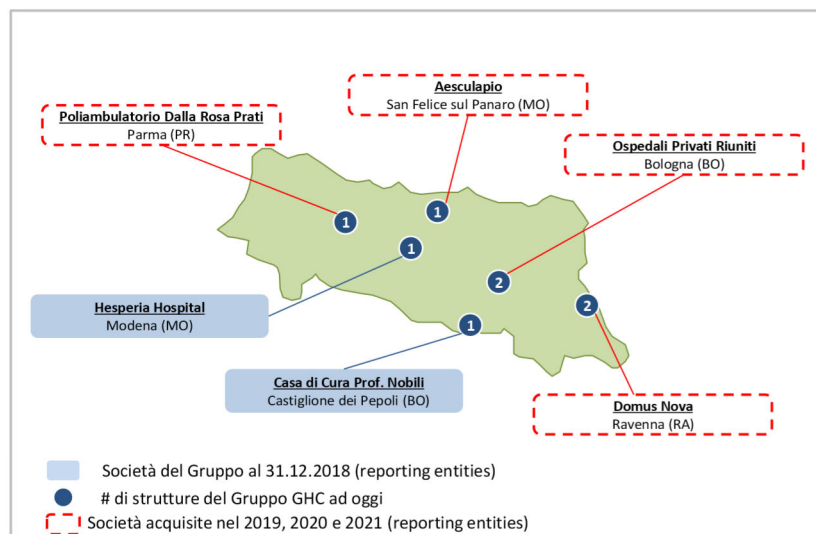 Aesculapio
San Felice sul Panaro (MO)
Poliambulatorio Dalla Rosa Prati
Parma (PR)
Ospedali Privati Riuniti
Bologna (BO)
1
1
1
2
2
Hesperia Hospital
Modena (MO)
1
Casa di Cura Prof. Nobili
Castiglione dei Pepoli (BO)
Domus Nova
Ravenna (RA)
Società del Gruppo al 31.12.2018 (reporting entities)
# di strutture del Gruppo GHC ad oggi
Società acquisite nel 2019, 2020 e 2021 (reporting entities)